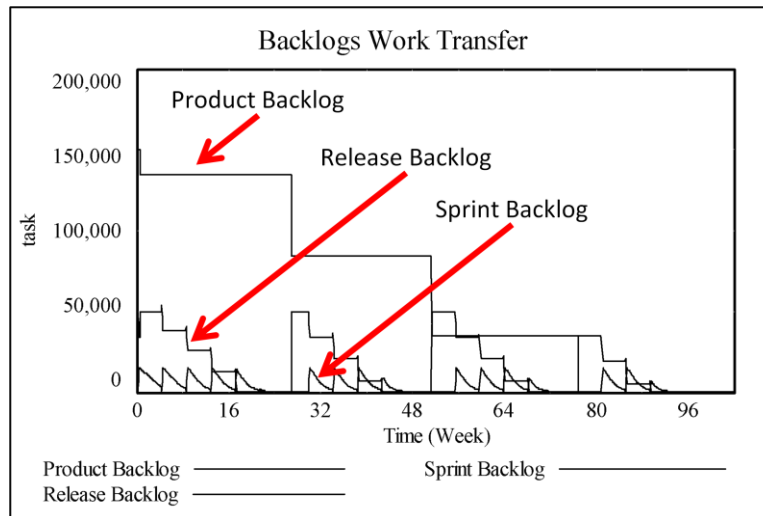 Backlogs Work Transfer
200,000
Product Backlog
150,000
Release Backlog
Sprint Backlog
task
100,000
50,000
0
0 16 32 48 64 80 96
Time (Week)
Product Backlog Sprint Backlog
Release Backlog